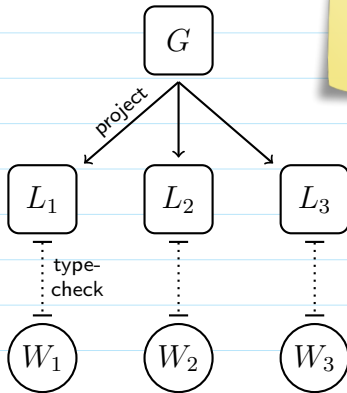 G
project
L₁ L₂ L₃
type-
check
W₁ W₂ W₃